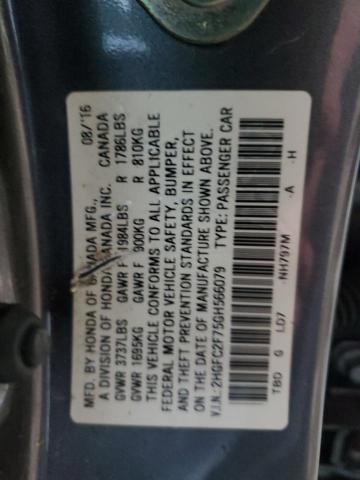 MFD. BY HONDA OF CANADA MFG., 08/'16
A DIVISION OF HONDA CANADA INC. CANADA
GVWR 3737LBS GAWR F 1984LBS R 1786LBS
GVWR 1695KG GAWR F 900KG R 810KG
THIS VEHICLE CONFORMS TO ALL APPLICABLE
FEDERAL MOTOR VEHICLE SAFETY, BUMPER,
AND THEFT PREVENTION STANDARDS IN EFFECT
ON THE DATE OF MANUFACTURE SHOWN ABOVE.
V.I.N.: 2HGFC2F75GH566079 TYPE: PASSENGER CAR
NH797M A H
TBD G LD7